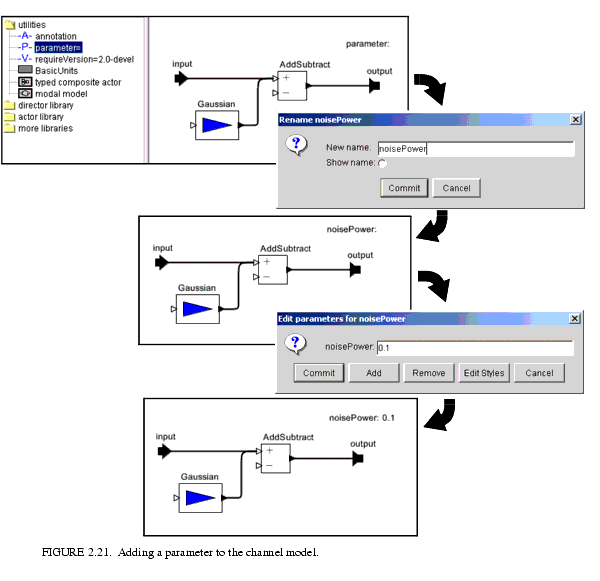 utilities
-A- annotation
-P- parameter=
-V- requireVersion=2.0-devel
BasicUnits
typed composite actor
modal model
director library
actor library
more libraries
parameter:
input
AddSubtract
+
−
output
Gaussian
Rename noisePower
New name: noisePower
Show name:
Commit Cancel
noisePower:
input
AddSubtract
+
−
output
Gaussian
Edit parameters for noisePower
noisePower: 0.1
Commit Add Remove Edit Styles Cancel
noisePower: 0.1
input
AddSubtract
+
−
output
Gaussian
FIGURE 2.21. Adding a parameter to the channel model.